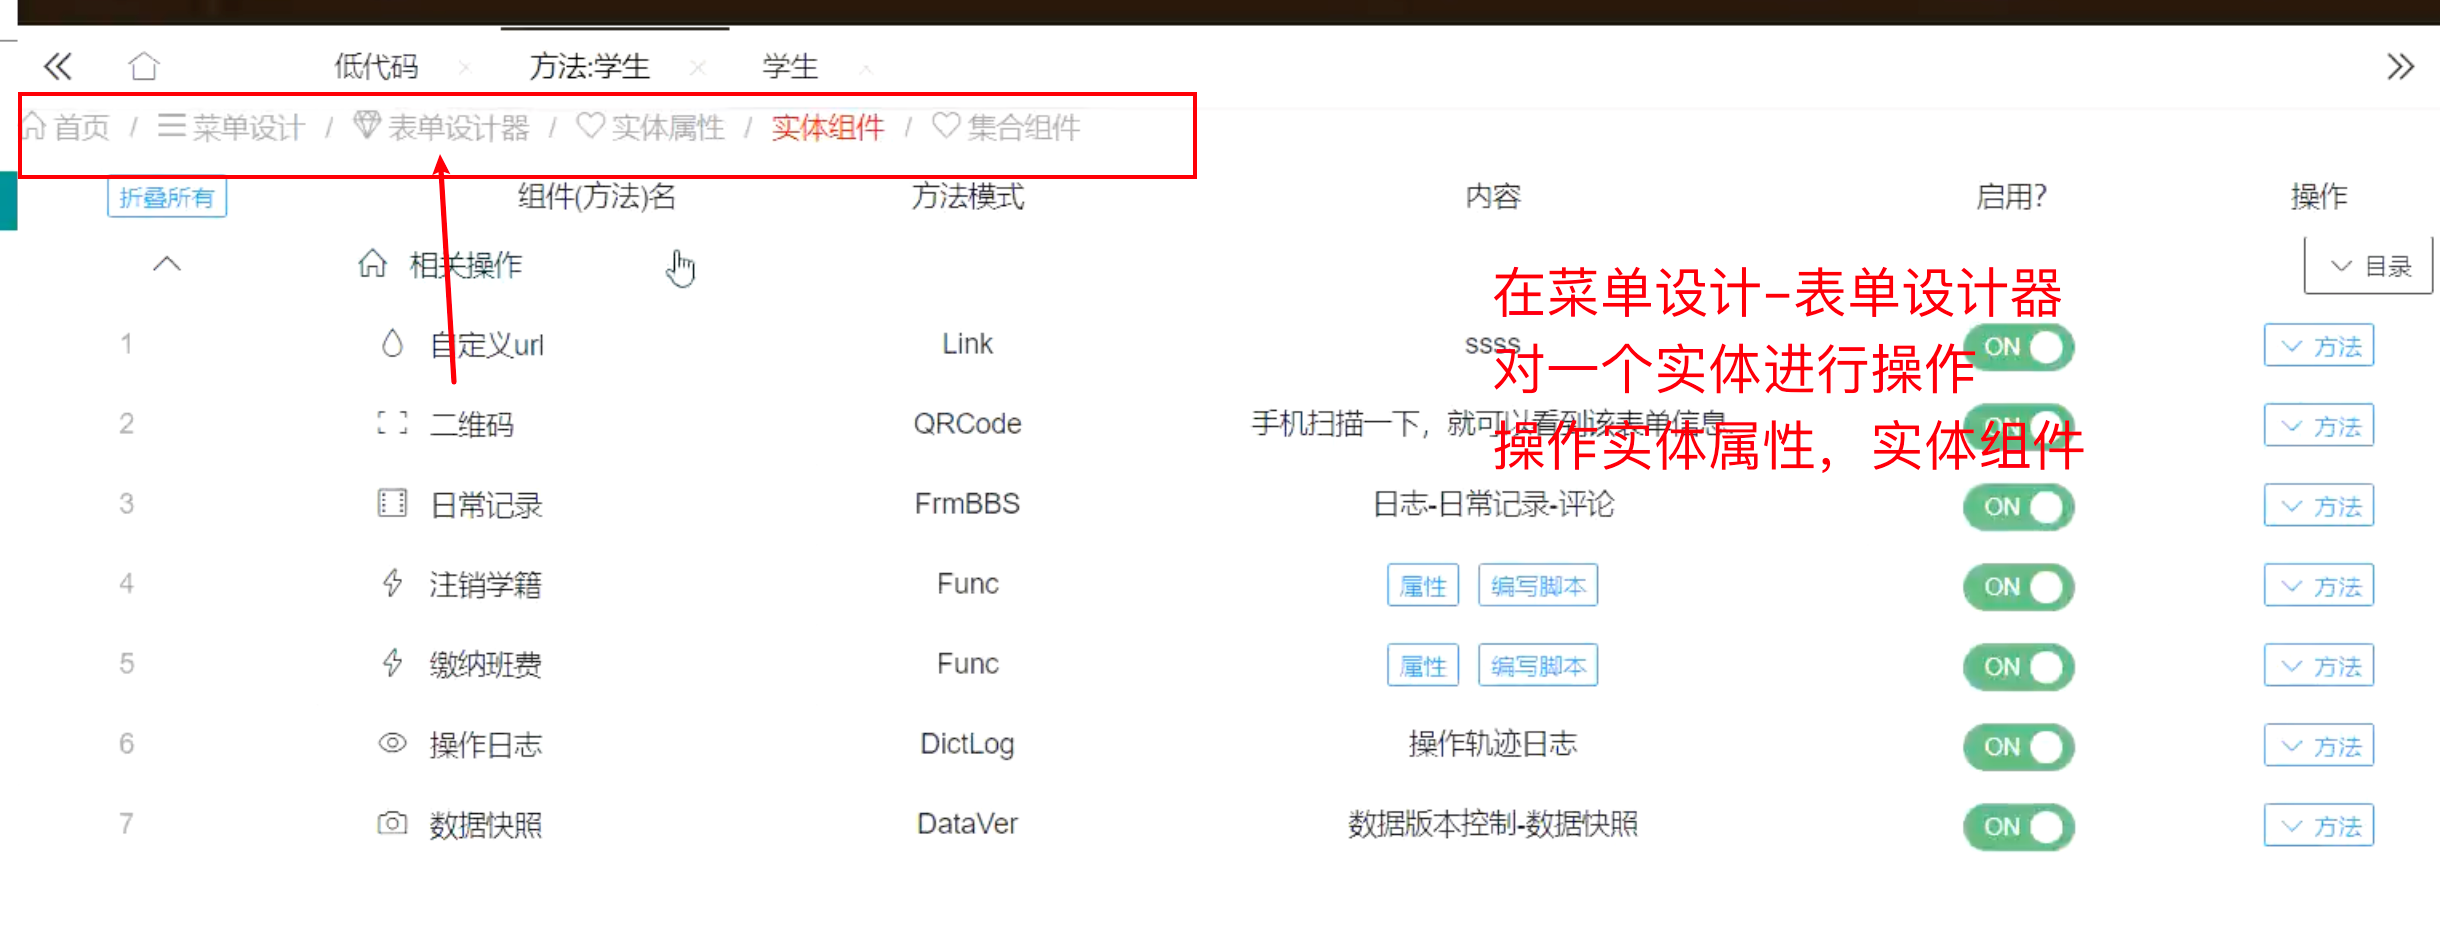 低代码 方法:学生 学生
首页 / 菜单设计 / 表单设计器 / 实体属性 / 实体组件 / 集合组件
折叠所有 组件(方法)名 方法模式 内容 启用? 操作
相关操作 目录
在菜单设计-表单设计器
1 自定义url Link ssss ON 方法
对一个实体进行操作
2 二维码 QRCode 手机扫描一下，就可以看到该表单信息 ON 方法
操作实体属性，实体组件
3 日常记录 FrmBBS 日志-日常记录-评论 ON 方法
4 注销学籍 Func 属性 编写脚本 ON 方法
5 缴纳班费 Func 属性 编写脚本 ON 方法
6 操作日志 DictLog 操作轨迹日志 ON 方法
7 数据快照 DataVer 数据版本控制-数据快照 ON 方法